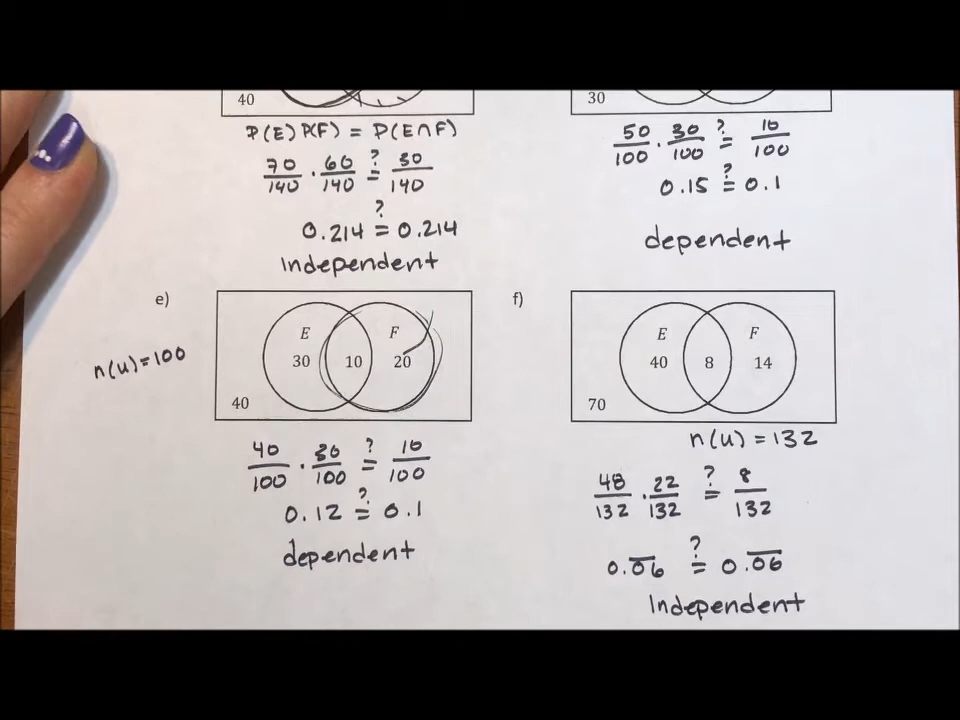 40
P(E) P(F) = P(E∩F)
70/140 · 60/140 ?= 30/140
0.214 ?= 0.214
Independent
30
50/100 · 30/100 ?= 10/100
0.15 ?= 0.1
dependent
e)
n(u)=100
E F
30 10 20
40
40/100 · 30/100 ?= 10/100
0.12 ?= 0.1
dependent
f)
E F
40 8 14
70
n(u) = 132
48/132 · 22/132 ?= 8/132
0.0̅6̅ ?= 0.0̅6̅
Independent